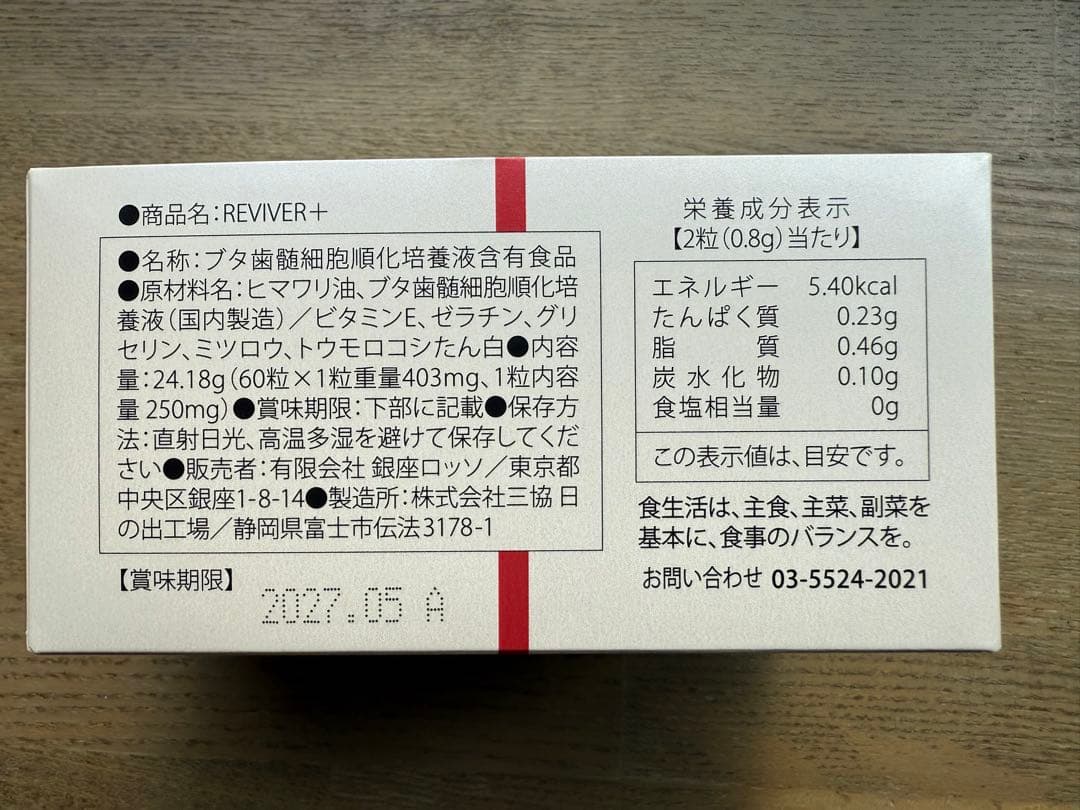 ●商品名：REVIVER＋
●名称：ブタ歯髄細胞順化培養液含有食品
●原材料名：ヒマワリ油、ブタ歯髄細胞順化培
養液（国内製造）／ビタミンE、ゼラチン、グリ
セリン、ミツロウ、トウモロコシたん白●内容
量：24.18g（60粒×1粒重量403mg、1粒内容
量 250mg）●賞味期限：下部に記載●保存方
法：直射日光、高温多湿を避けて保存してくだ
さい●販売者：有限会社 銀座ロッソ／東京都
中央区銀座1-8-14●製造所：株式会社三協 日
の出工場／静岡県富士市伝法3178-1
【賞味期限】
2027.05 A
栄養成分表示
【2粒（0.8g）当たり】
エネルギー 5.40kcal
たんぱく質 0.23g
脂質 0.46g
炭水化物 0.10g
食塩相当量 0g
この表示値は、目安です。
食生活は、主食、主菜、副菜を
基本に、食事のバランスを。
お問い合わせ 03-5524-2021